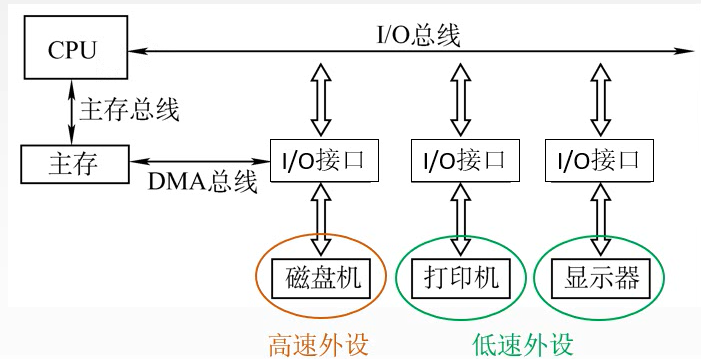 I/O总线
CPU
主存总线
主存
DMA总线
I/O接口
I/O接口
I/O接口
磁盘机
打印机
显示器
高速外设
低速外设